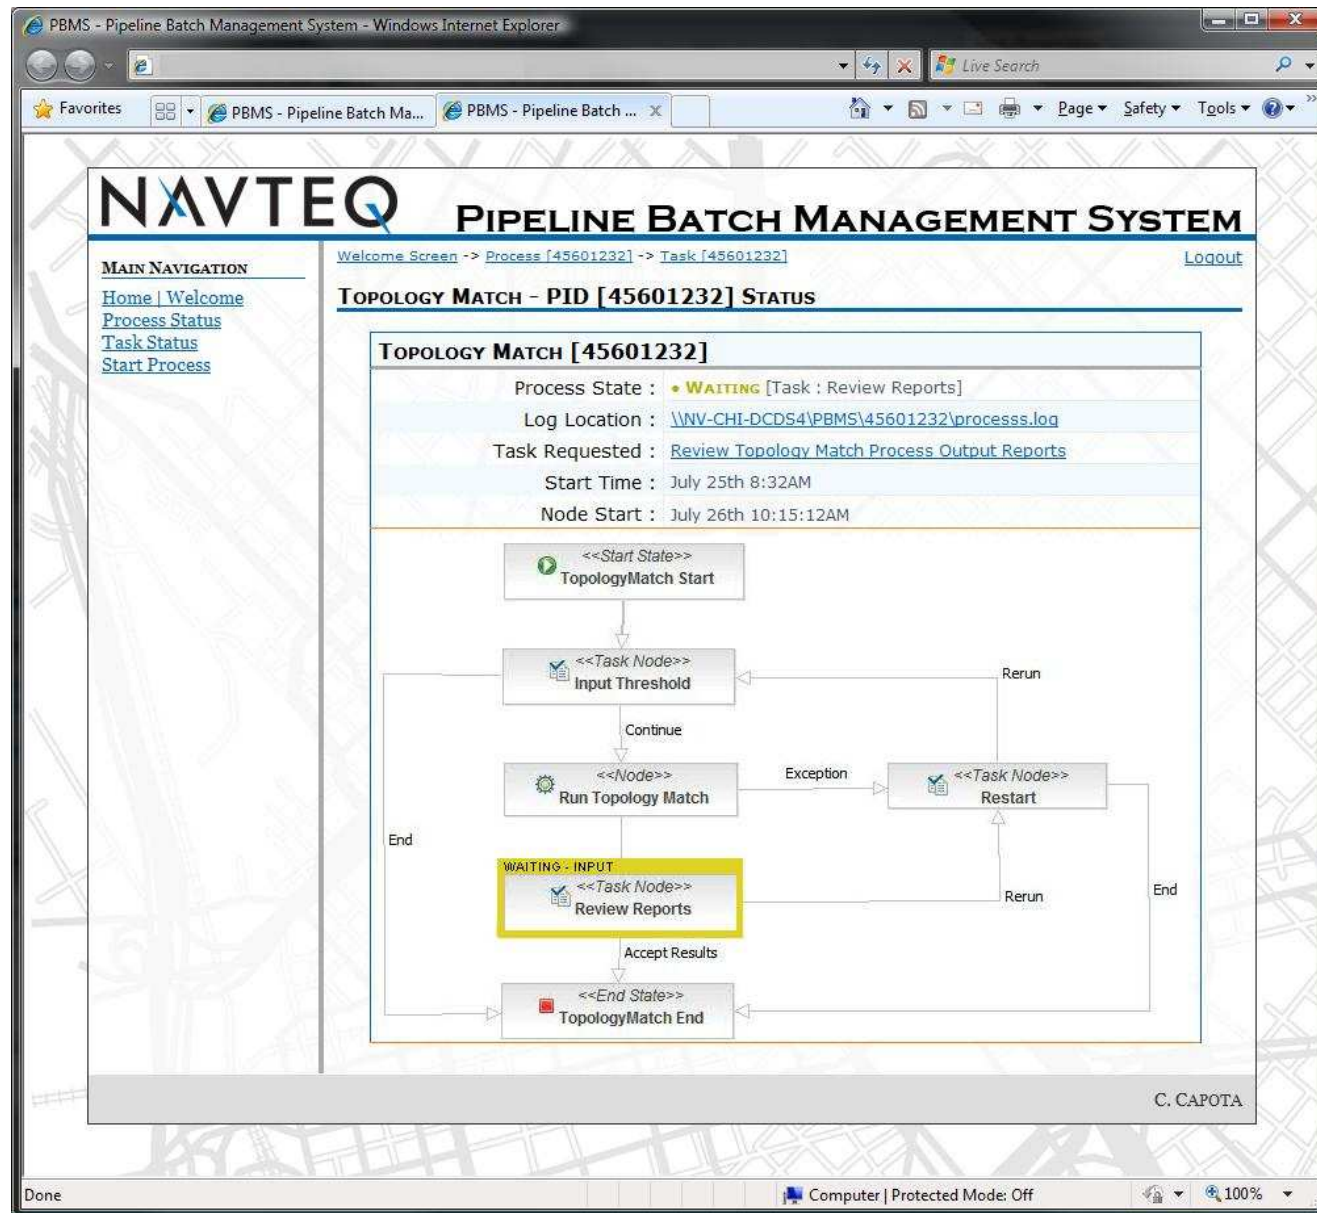 PBMS - Pipeline Batch Management System - Windows Internet Explorer
Live Search
Favorites
PBMS - Pipeline Batch Ma...
PBMS - Pipeline Batch ...
Page
Safety
Tools
NAVTEQ
PIPELINE BATCH MANAGEMENT SYSTEM
MAIN NAVIGATION
Home | Welcome
Process Status
Task Status
Start Process
Welcome Screen -> Process [45601232] -> Task [45601232]
Logout
TOPOLOGY MATCH - PID [45601232] STATUS
TOPOLOGY MATCH [45601232]
Process State : • WAITING [Task : Review Reports]
Log Location : \\NV-CHI-DCDS4\PBMS\45601232\processs.log
Task Requested : Review Topology Match Process Output Reports
Start Time : July 25th 8:32AM
Node Start : July 26th 10:15:12AM
<<Start State>>
TopologyMatch Start
<<Task Node>>
Input Threshold
Rerun
Continue
<<Node>>
Run Topology Match
Exception
<<Task Node>>
Restart
End
WAITING - INPUT
<<Task Node>>
Review Reports
Rerun
End
Accept Results
<<End State>>
TopologyMatch End
C. CAPOTA
Done
Computer | Protected Mode: Off
100%